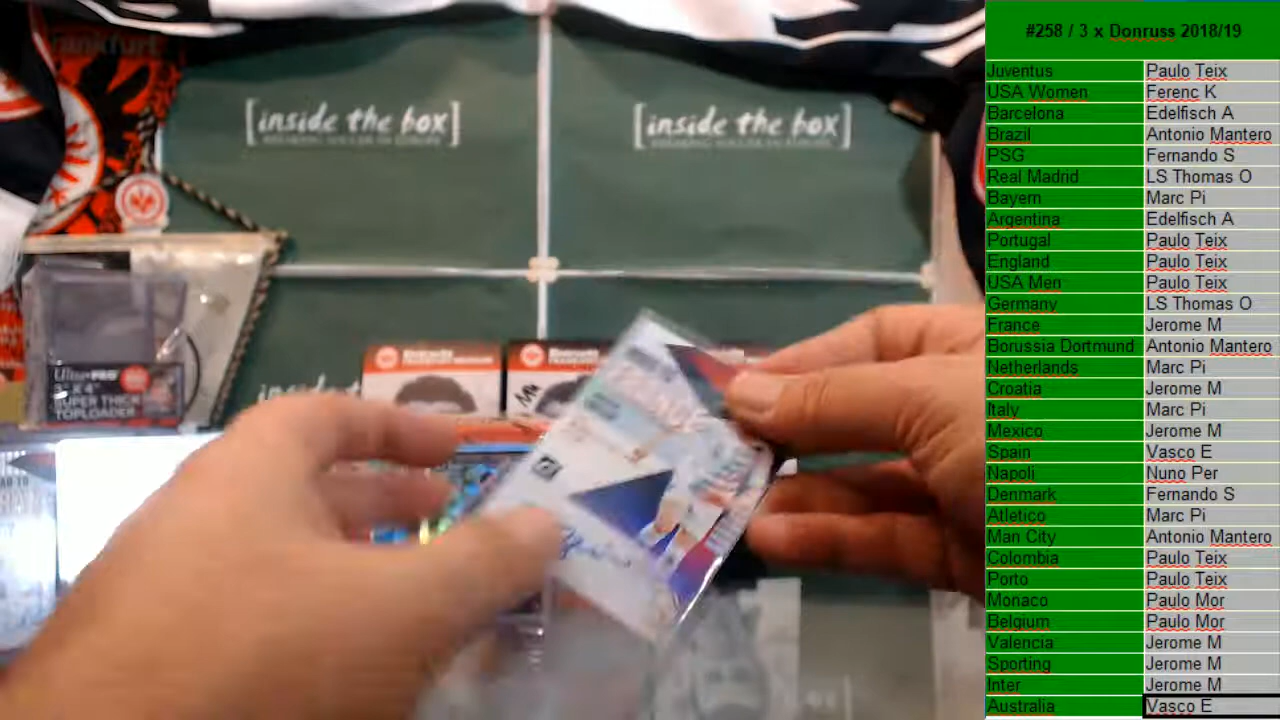 #258 / 3 x Donruss 2018/19
Juventus Paulo Teix
USA Women Ferenc K
Barcelona Edelfisch A
Brazil Antonio Mantero
PSG Fernando S
Real Madrid LS Thomas O
Bayern Marc Pi
Argentina Edelfisch A
Portugal Paulo Teix
England Paulo Teix
USA Men Paulo Teix
Germany LS Thomas O
France Jerome M
Borussia Dortmund Antonio Mantero
Netherlands Marc Pi
Croatia Jerome M
Italy Marc Pi
Mexico Jerome M
Spain Vasco E
Napoli Nuno Per
Denmark Fernando S
Atletico Marc Pi
Man City Antonio Mantero
Colombia Paulo Teix
Porto Paulo Teix
Monaco Paulo Mor
Belgium Paulo Mor
Valencia Jerome M
Sporting Jerome M
Inter Jerome M
Australia Vasco E
[inside the box]
[inside the box]
inside
Ultra PRO
3" X 4"
SUPER THICK
TOPLOADER